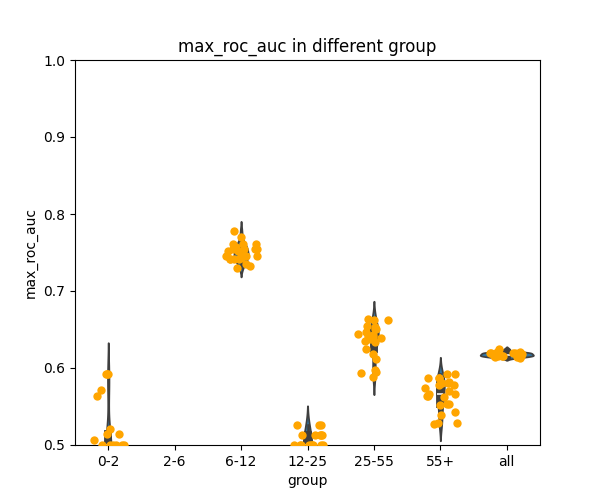 max_roc_auc in different group
1.0
0.9
0.8
0.7
0.6
0.5
max_roc_auc
0-2 2-6 6-12 12-25 25-55 55+ all
group